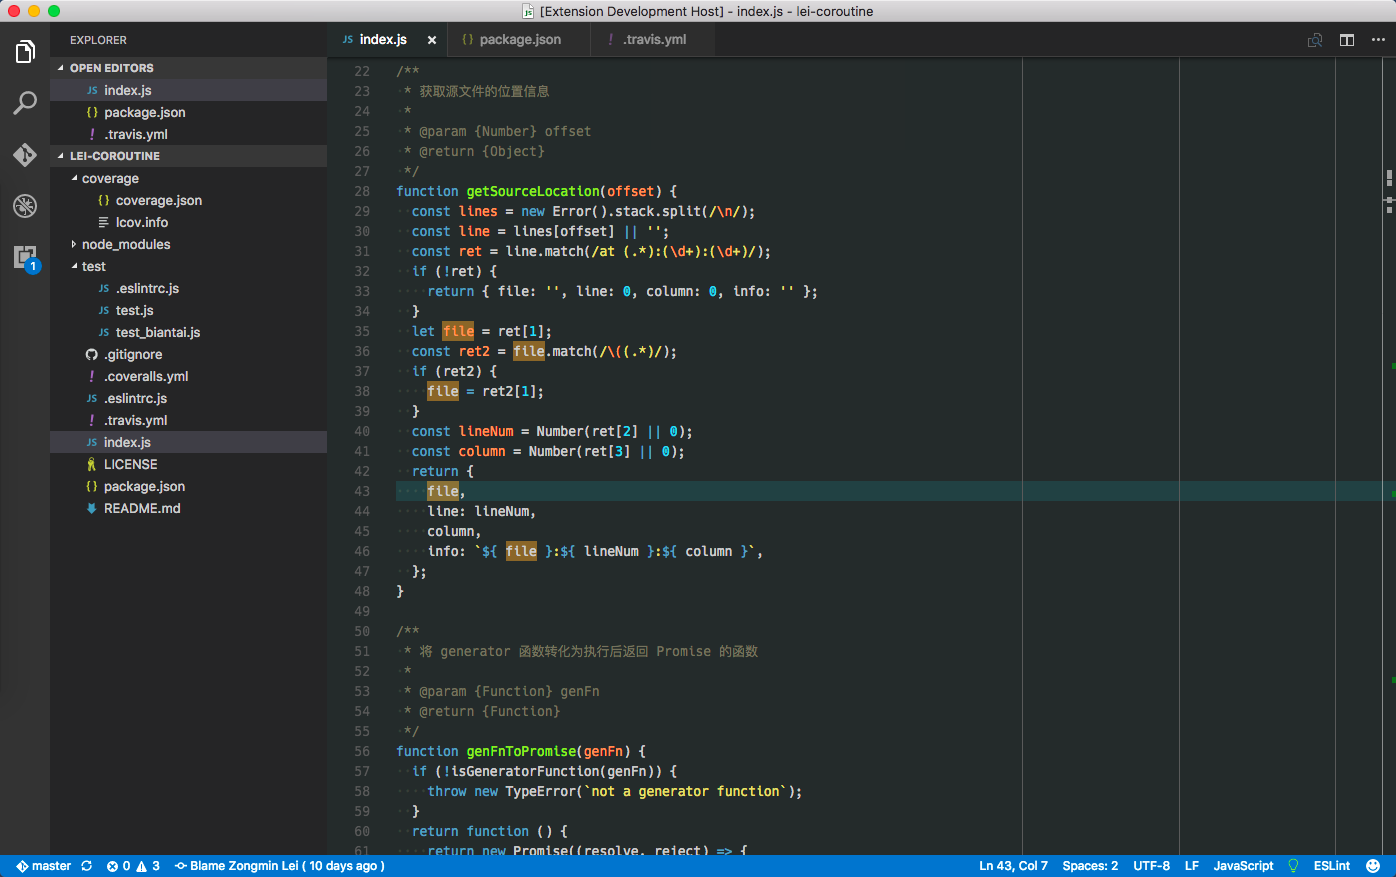 [Extension Development Host] - index.js - lei-coroutine
EXPLORER
OPEN EDITORS
JS index.js
{} package.json
! .travis.yml
LEI-COROUTINE
coverage
{} coverage.json
lcov.info
node_modules
test
JS .eslintrc.js
JS test.js
JS test_biantai.js
.gitignore
! .coveralls.yml
JS .eslintrc.js
! .travis.yml
JS index.js
LICENSE
{} package.json
README.md
1
JS index.js × {} package.json ! .travis.yml
22 /**
23 * 获取源文件的位置信息
24 *
25 * @param {Number} offset
26 * @return {Object}
27 */
28 function getSourceLocation(offset) {
29 const lines = new Error().stack.split(/\n/);
30 const line = lines[offset] || '';
31 const ret = line.match(/at (.*):(\d+):(\d+)/);
32 if (!ret) {
33 return { file: '', line: 0, column: 0, info: '' };
34 }
35 let file = ret[1];
36 const ret2 = file.match(/\((.*)/);
37 if (ret2) {
38 file = ret2[1];
39 }
40 const lineNum = Number(ret[2] || 0);
41 const column = Number(ret[3] || 0);
42 return {
43 file,
44 line: lineNum,
45 column,
46 info: `${ file }:${ lineNum }:${ column }`,
47 };
48 }
49
50 /**
51 * 将 generator 函数转化为执行后返回 Promise 的函数
52 *
53 * @param {Function} genFn
54 * @return {Function}
55 */
56 function genFnToPromise(genFn) {
57 if (!isGeneratorFunction(genFn)) {
58 throw new TypeError(`not a generator function`);
59 }
60 return function () {
61 return new Promise((resolve, reject) => {
master 0 3 Blame Zongmin Lei ( 10 days ago ) Ln 43, Col 7 Spaces: 2 UTF-8 LF JavaScript ESLint